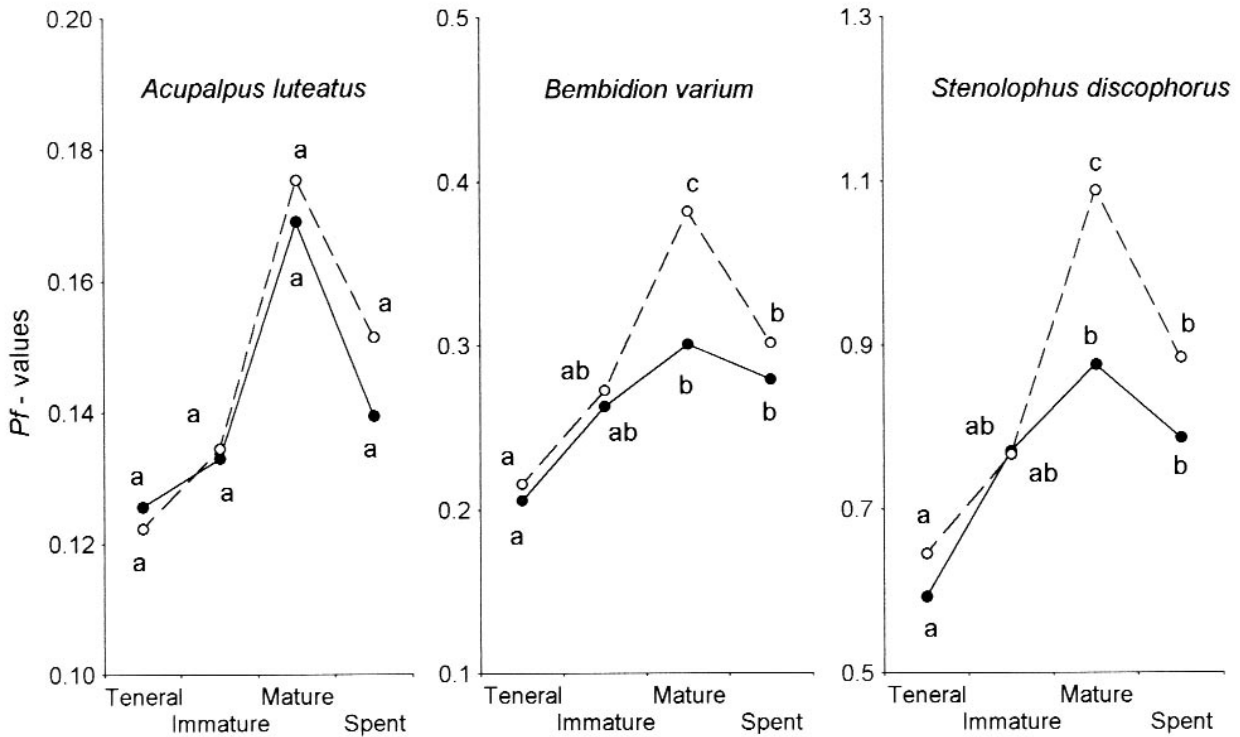 Pf - values
Acupalpus luteatus
0.20
0.18
0.16
0.14
0.12
0.10
a
a
a
a
a
a
a
a
Teneral
Immature
Mature
Spent
Bembidion varium
0.5
0.4
0.3
0.2
0.1
a
a
ab
ab
c
b
b
b
Teneral
Immature
Mature
Spent
Stenolophus discophorus
1.3
1.1
0.9
0.7
0.5
a
a
ab
ab
c
b
b
b
Teneral
Immature
Mature
Spent